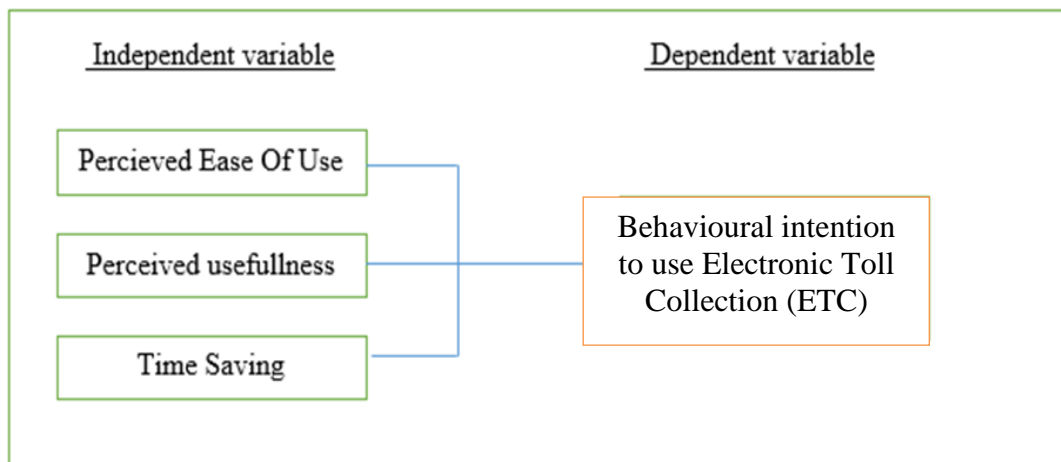 Independent variable
Dependent variable
Percieved Ease Of Use
Perceived usefullness
Time Saving
Behavioural intention
to use Electronic Toll
Collection (ETC)